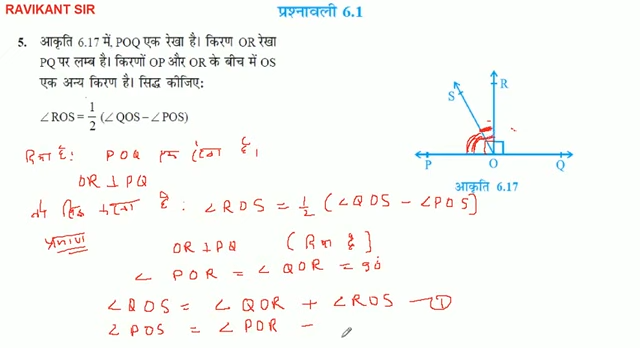 RAVIKANT SIR
प्रश्नावली 6.1
5. आकृति 6.17 में, POQ एक रेखा है। किरण OR रेखा
PQ पर लम्ब है। किरणों OP और OR के बीच में OS
एक अन्य किरण है। सिद्ध कीजिए:
∠ROS = 1/2 (∠QOS – ∠POS)
R
S
P
O
Q
आकृति 6.17
दिया है: POQ एक रेखा है।
OR ⊥ PQ
सिद्ध करना है: ∠ROS = 1/2 (∠QOS – ∠POS)
प्रमाण
OR ⊥ PQ (दिया है)
∠POR = ∠QOR = 90°
∠QOS = ∠QOR + ∠ROS —①
∠POS = ∠POR –